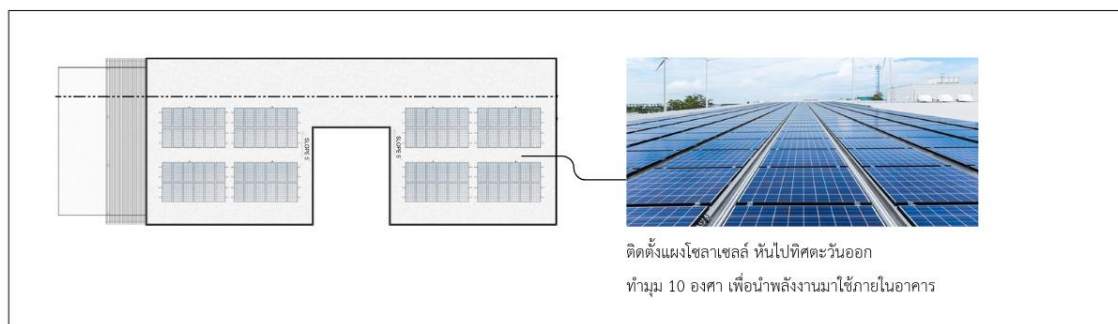 SLOPE 5°
SLOPE 5°
ติดตั้งแผงโซลาเซลล์ หันไปทิศตะวันออก
ทำมุม 10 องศา เพื่อนำพลังงานมาใช้ภายในอาคาร